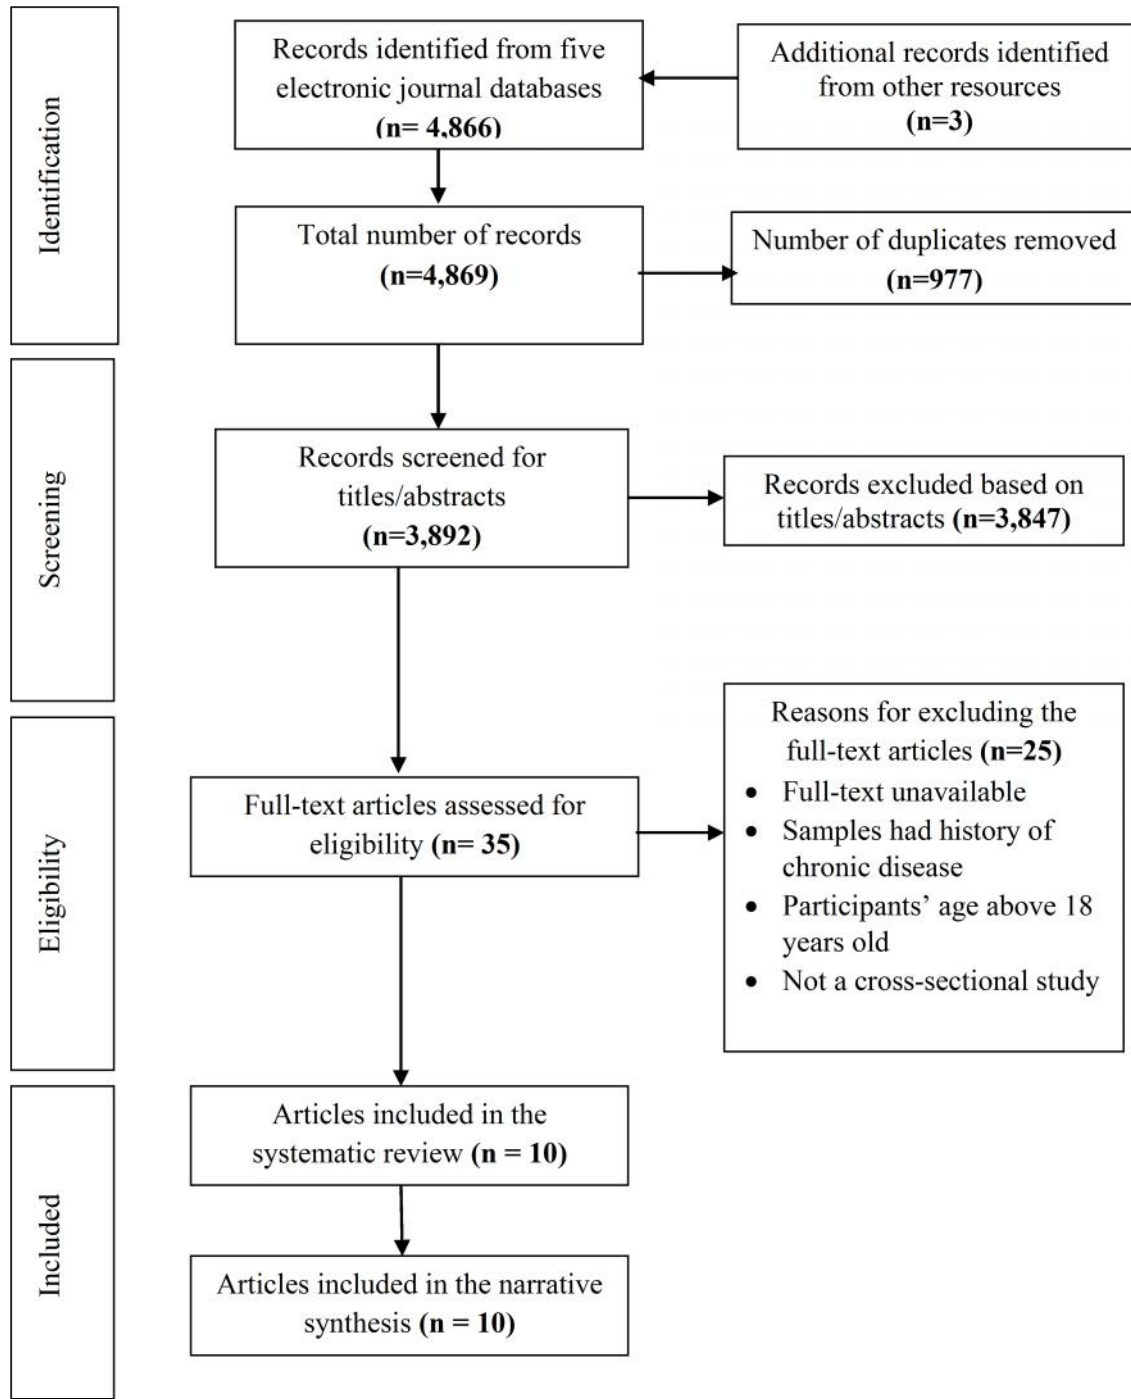 Identification
Records identified from five
electronic journal databases
(n= 4,866)
Additional records identified
from other resources
(n=3)
Total number of records
(n=4,869)
Number of duplicates removed
(n=977)
Screening
Records screened for
titles/abstracts
(n=3,892)
Records excluded based on
titles/abstracts (n=3,847)
Eligibility
Full-text articles assessed for
eligibility (n= 35)
Reasons for excluding the
full-text articles (n=25)
• Full-text unavailable
• Samples had history of
chronic disease
• Participants’ age above 18
years old
• Not a cross-sectional study
Included
Articles included in the
systematic review (n = 10)
Articles included in the narrative
synthesis (n = 10)